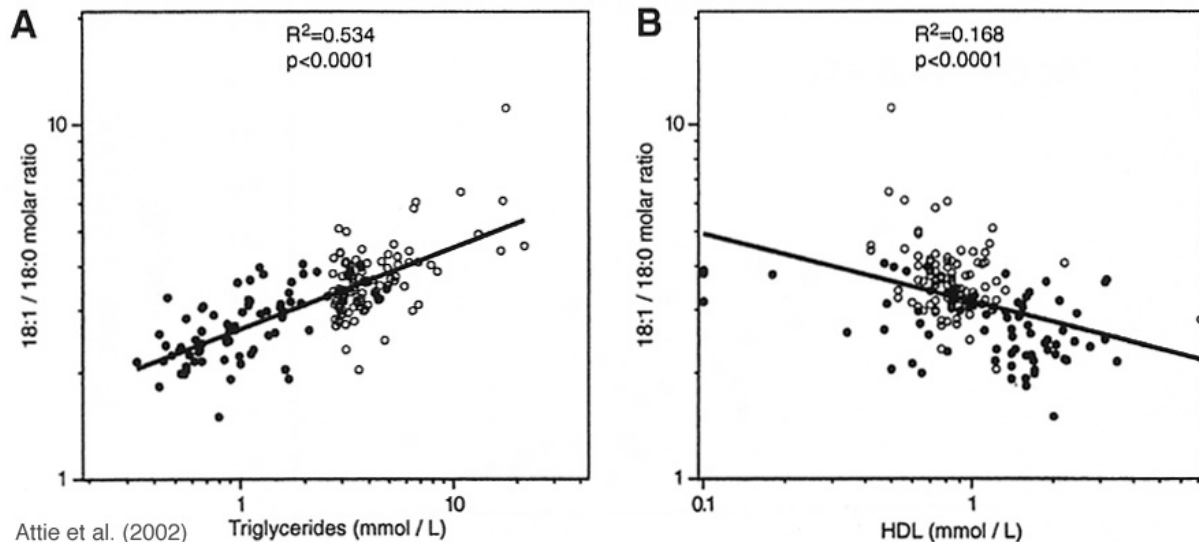 A
R²=0.534
p<0.0001
10
18:1 / 18:0 molar ratio
1
1
10
Triglycerides (mmol / L)
Attie et al. (2002)
B
R²=0.168
p<0.0001
10
18:1 / 18:0 molar ratio
1
0.1
1
HDL (mmol / L)